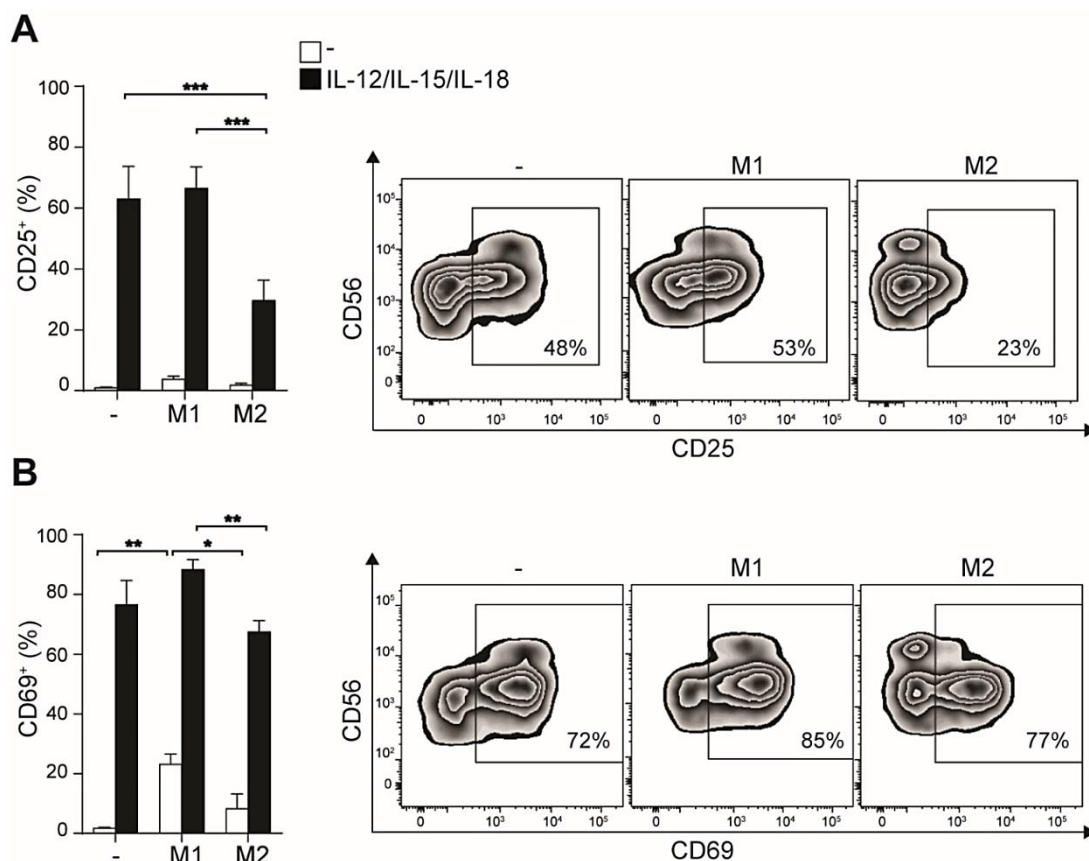 A
-
IL-12/IL-15/IL-18
***
***
100
80
60
40
20
0
CD25+ (%)
- M1 M2
- M1 M2
10⁵
10⁴
10³
10²
0
CD56
48% 53% 23%
0 10³ 10⁴ 10⁵ 0 10³ 10⁴ 10⁵ 0 10³ 10⁴ 10⁵
CD25
B
**
** *
100
80
60
40
20
0
CD69+ (%)
- M1 M2
- M1 M2
10⁵
10⁴
10³
10²
0
CD56
72% 85% 77%
0 10³ 10⁴ 10⁵ 0 10³ 10⁴ 10⁵ 0 10³ 10⁴ 10⁵
CD69